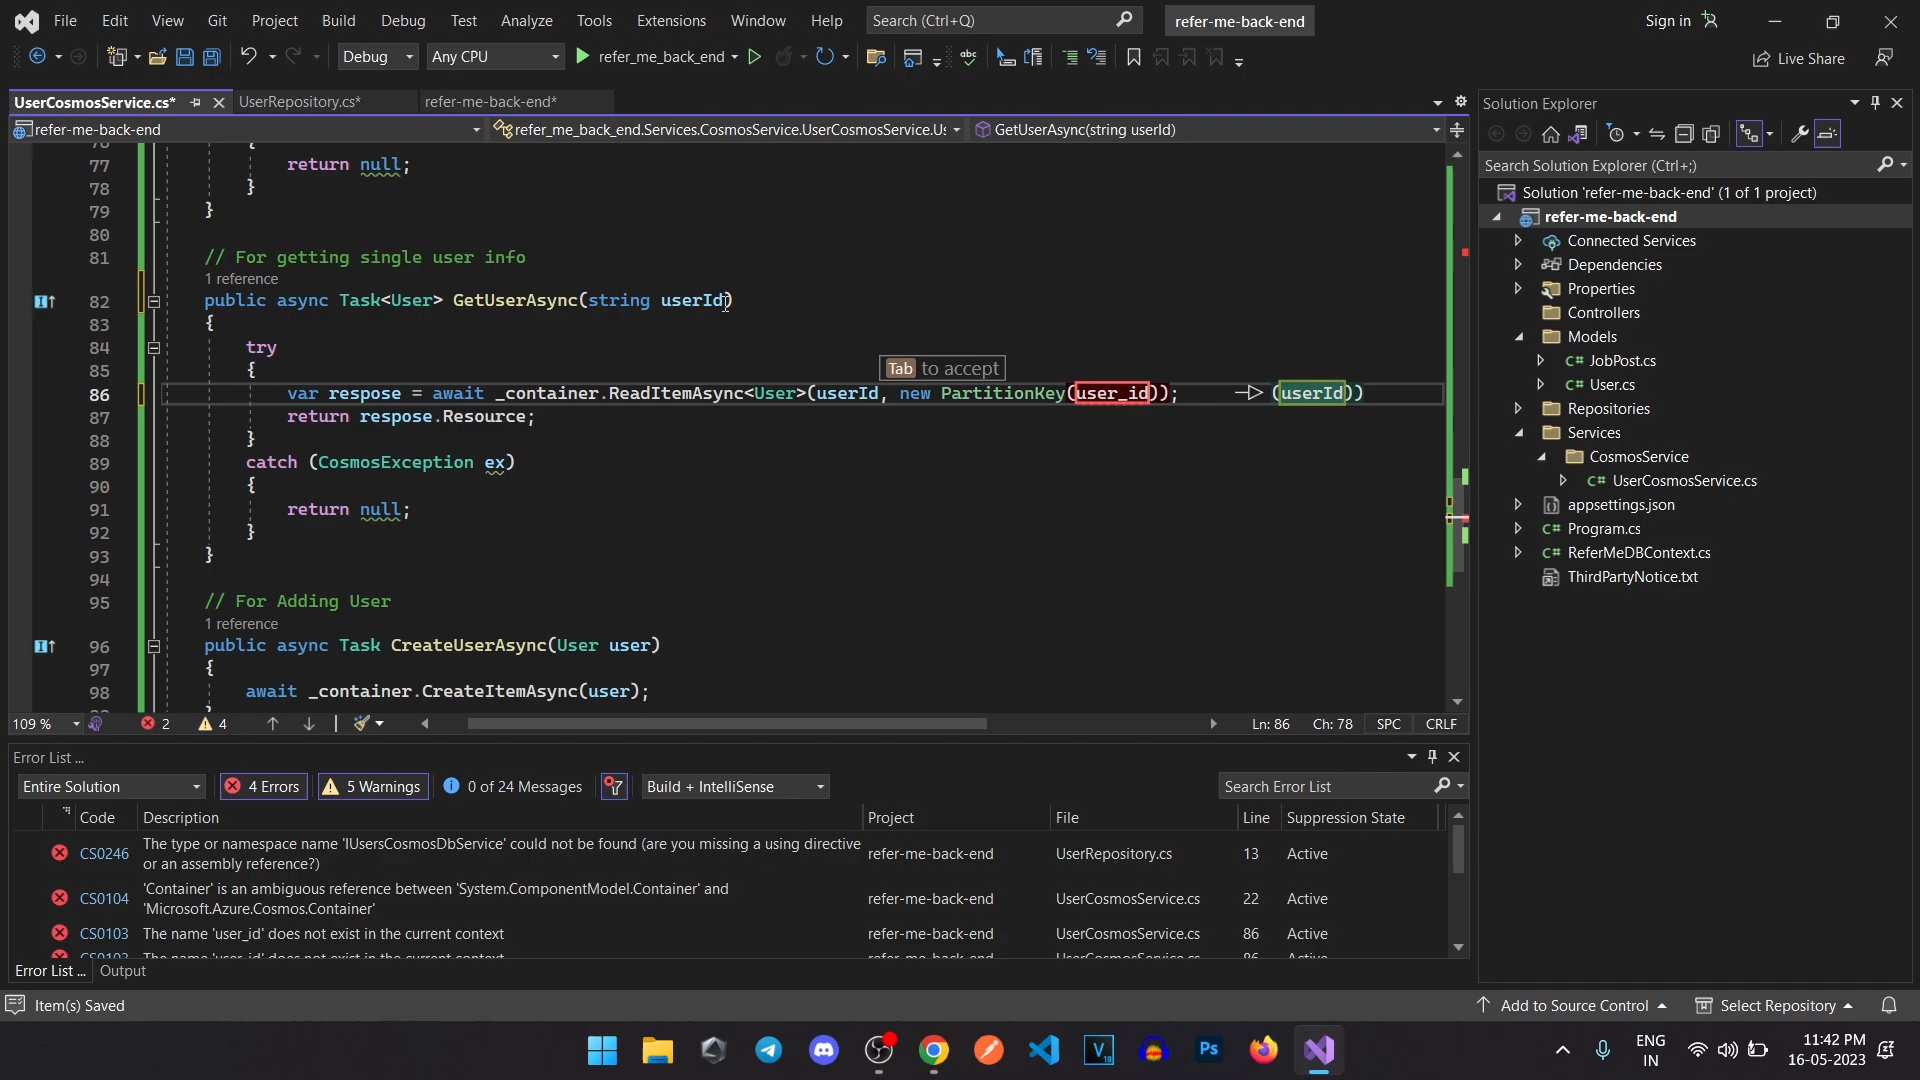 File Edit View Git Project Build Debug Test Analyze Tools Extensions Window Help Search (Ctrl+Q) refer-me-back-end Sign in
Debug Any CPU refer_me_back_end Live Share
UserCosmosService.cs* UserRepository.cs* refer-me-back-end*
refer-me-back-end refer_me_back_end.Services.CosmosService.UserCosmosService.Us GetUserAsync(string userId)
77 return null;
78 }
79 }
80
81 // For getting single user info
1 reference
82 public async Task<User> GetUserAsync(string userId)
83 {
84 try
85 {
Tab to accept
86 var respose = await _container.ReadItemAsync<User>(userId, new PartitionKey(user_id)); (userId))
87 return respose.Resource;
88 }
89 catch (CosmosException ex)
90 {
91 return null;
92 }
93 }
94
95 // For Adding User
1 reference
96 public async Task CreateUserAsync(User user)
97 {
98 await _container.CreateItemAsync(user);
109 % 2 4 Ln: 86 Ch: 78 SPC CRLF
Error List ...
Entire Solution 4 Errors 5 Warnings 0 of 24 Messages Build + IntelliSense Search Error List
Code Description Project File Line Suppression State
CS0246 The type or namespace name 'IUsersCosmosDbService' could not be found (are you missing a using directive or an assembly reference?) refer-me-back-end UserRepository.cs 13 Active
CS0104 'Container' is an ambiguous reference between 'System.ComponentModel.Container' and 'Microsoft.Azure.Cosmos.Container' refer-me-back-end UserCosmosService.cs 22 Active
CS0103 The name 'user_id' does not exist in the current context refer-me-back-end UserCosmosService.cs 86 Active
Error List ... Output
Solution Explorer
Search Solution Explorer (Ctrl+;)
Solution 'refer-me-back-end' (1 of 1 project)
refer-me-back-end
Connected Services
Dependencies
Properties
Controllers
Models
C# JobPost.cs
C# User.cs
Repositories
Services
CosmosService
C# UserCosmosService.cs
appsettings.json
C# Program.cs
C# ReferMeDBContext.cs
ThirdPartyNotice.txt
Item(s) Saved Add to Source Control Select Repository
Ps
ENG
IN
11:42 PM
16-05-2023